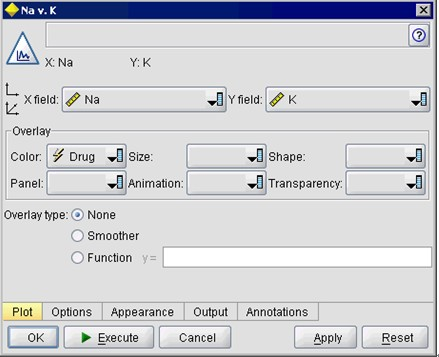 Na v. K
X: Na Y: K
X field: Na Y field: K
Overlay
Color: Drug Size: Shape:
Panel: Animation: Transparency:
Overlay type: None
Smoother
Function y =
Plot Options Appearance Output Annotations
OK Execute Cancel Apply Reset